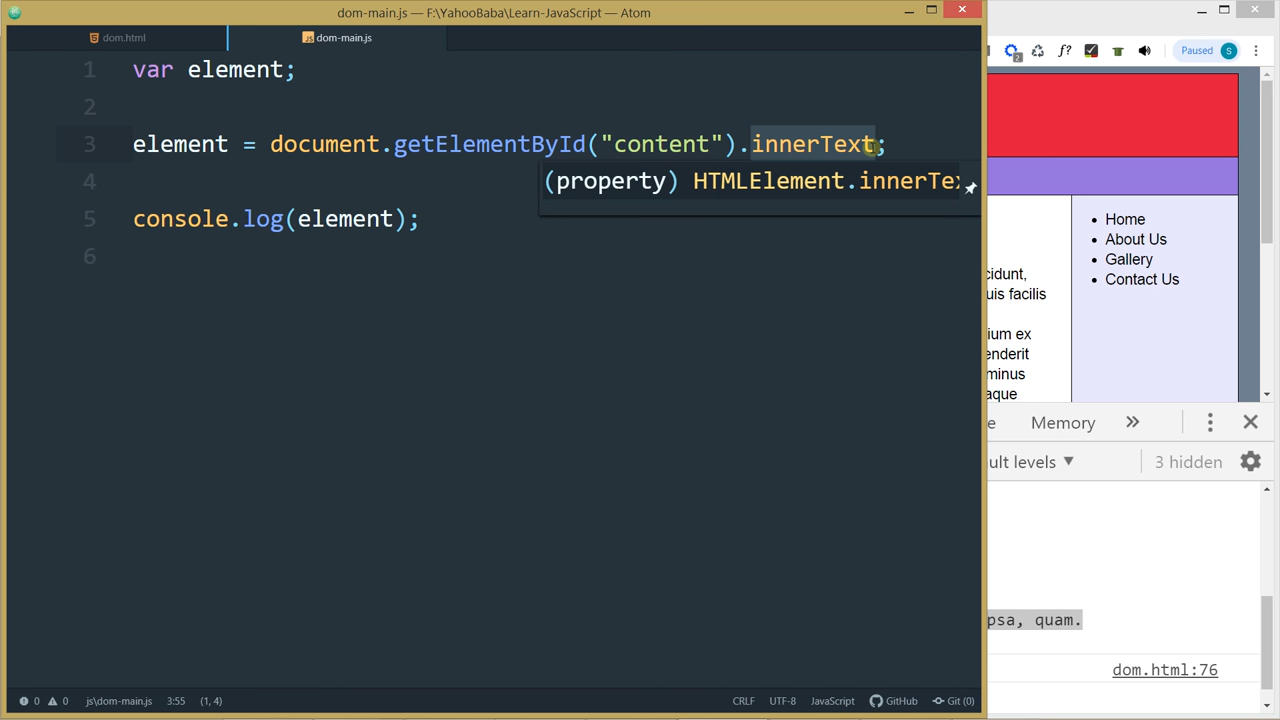 dom-main.js — F:\YahooBaba\Learn-JavaScript — Atom
dom.html
dom-main.js
1 var element;
2
3 element = document.getElementById("content").innerText;
(property) HTMLElement.innerTex
4
5 console.log(element);
6
f?
Paused S
2
Home
About Us
Gallery
Contact Us
cidunt,
uis facilis
ium ex
enderit
minus
aque
e Memory »
ult levels ▼ 3 hidden
psa, quam.
dom.html:76
0 0 js\dom-main.js 3:55 (1, 4) CRLF UTF-8 JavaScript GitHub Git (0)